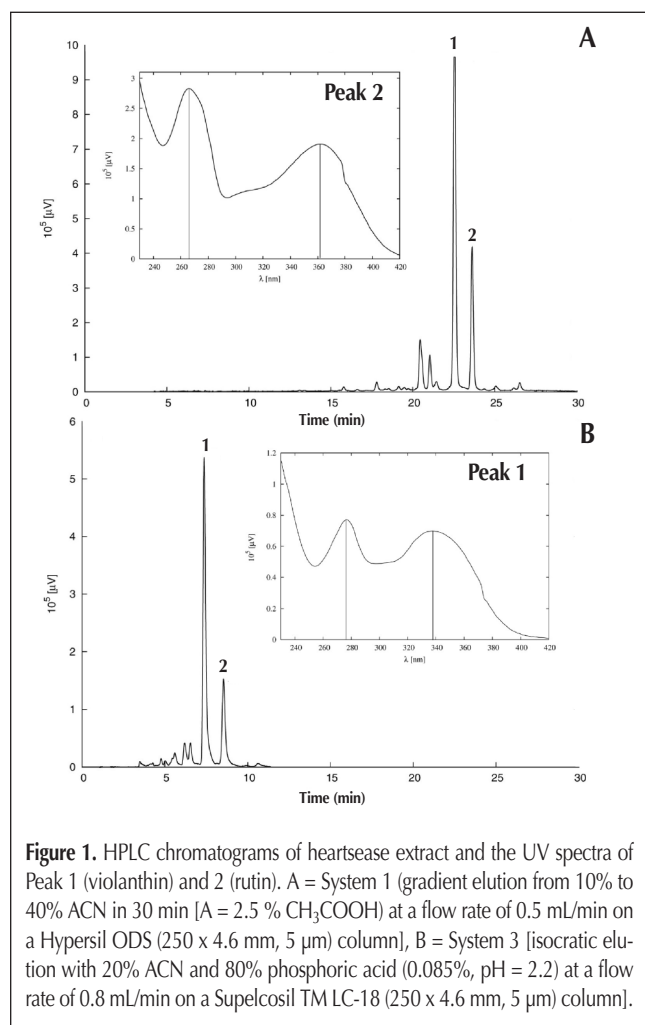 A
10
9
8
7
6
5
4
3
2
1
0
10⁵ [µV]
1
2
Peak 2
3
2.5
2
1.5
1
0.5
0
10⁵ [µV]
240 260 280 300 320 340 360 380 400 420
λ [nm]
0 5 10 15 20 25 30
Time (min)
B
6
5
4
3
2
1
0
10⁵ [µV]
1
2
Peak 1
1.2
1
0.8
0.6
0.4
0.2
0
10⁵ [µV]
240 260 280 300 320 340 360 380 400 420
λ [nm]
0 5 10 15 20 25 30
Time (min)
Figure 1. HPLC chromatograms of heartsease extract and the UV spectra of
Peak 1 (violanthin) and 2 (rutin). A = System 1 (gradient elution from 10% to
40% ACN in 30 min [A = 2.5 % CH₃COOH) at a flow rate of 0.5 mL/min on
a Hypersil ODS (250 x 4.6 mm, 5 µm) column], B = System 3 [isocratic elu-
tion with 20% ACN and 80% phosphoric acid (0.085%, pH = 2.2) at a flow
rate of 0.8 mL/min on a Supelcosil TM LC-18 (250 x 4.6 mm, 5 µm) column].